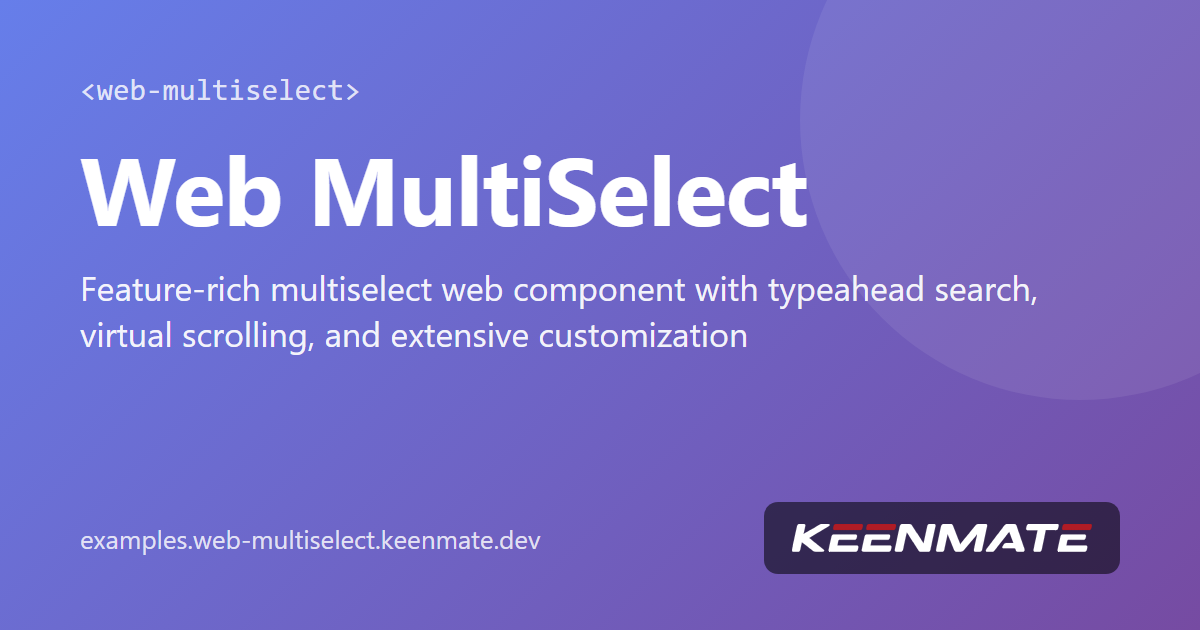 <web-multiselect>
Web MultiSelect
Feature-rich multiselect web component with typeahead search,
virtual scrolling, and extensive customization
examples.web-multiselect.keenmate.dev
KEENMATE